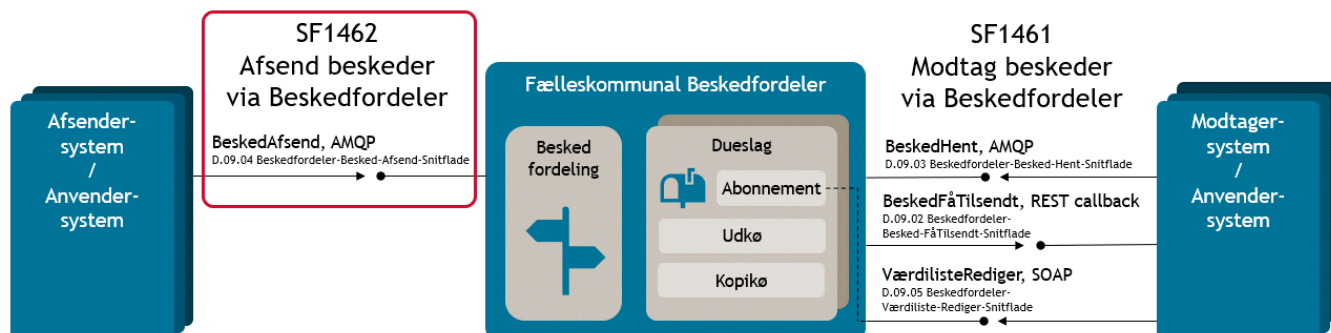 SF1462
Afsend beskeder
via Beskedfordeler
Afsender-
system
/
Anvender-
system
BeskedAfsend, AMQP
D.09.04 Beskedfordeler-Besked-Afsend-Snitflade
Fælleskommunal Beskedfordeler
Besked
fordeling
Dueslag
Abonnement
Udkø
Kopikø
SF1461
Modtag beskeder
via Beskedfordeler
BeskedHent, AMQP
D.09.03 Beskedfordeler-Besked-Hent-Snitflade
BeskedFåTilsendt, REST callback
D.09.02 Beskedfordeler-
Besked-FåTilsendt-Snitflade
VærdilisteRediger, SOAP
D.09.05 Beskedfordeler-
Værdiliste-Rediger-Snitflade
Modtager-
system
/
Anvender-
system